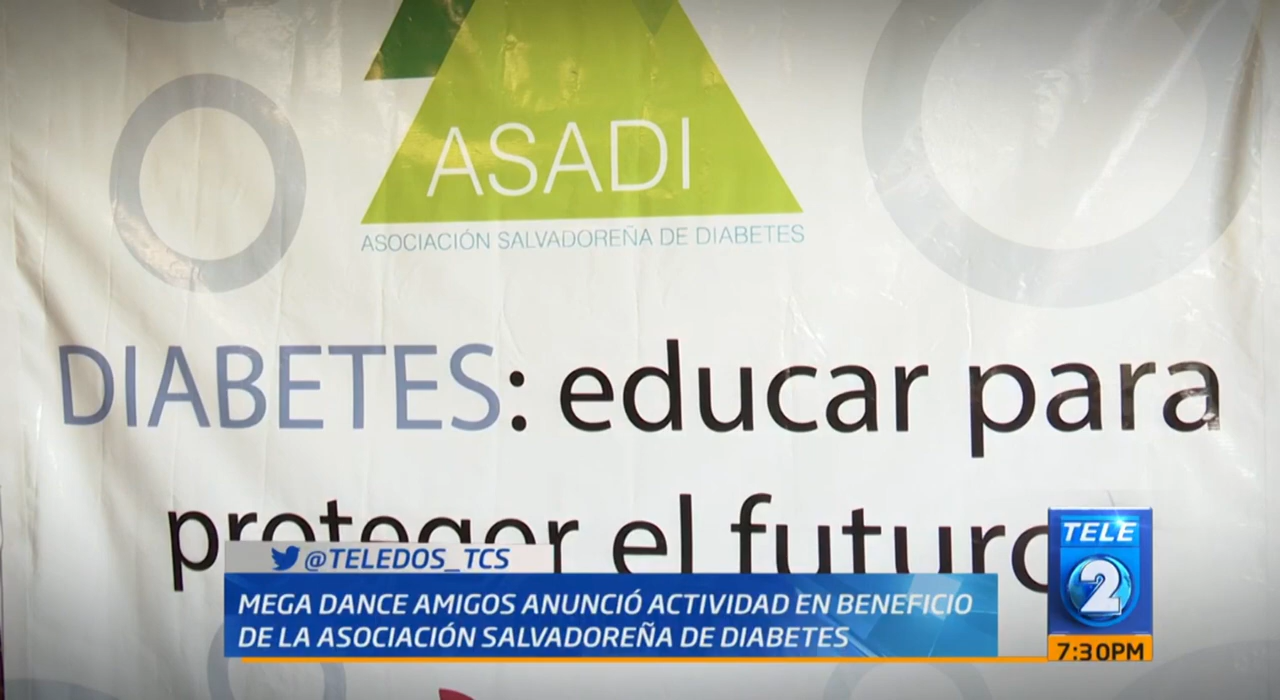 ASADI
ASOCIACIÓN SALVADOREÑA DE DIABETES
DIABETES: educar para
proteger el futuro
@TELEDOS_TCS
MEGA DANCE AMIGOS ANUNCIÓ ACTIVIDAD EN BENEFICIO
DE LA ASOCIACIÓN SALVADOREÑA DE DIABETES
TELE
2
7:30PM